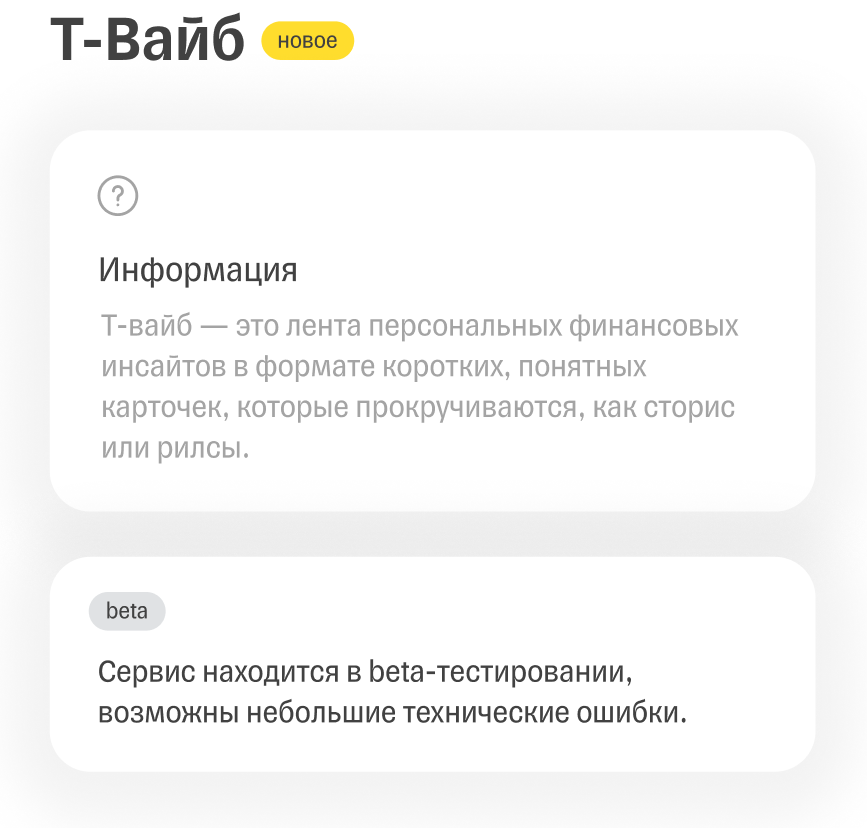 Т-Вайб новое
?
Информация
Т-вайб — это лента персональных финансовых
инсайтов в формате коротких, понятных
карточек, которые прокручиваются, как сторис
или рилсы.
beta
Сервис находится в beta-тестировании,
возможны небольшие технические ошибки.